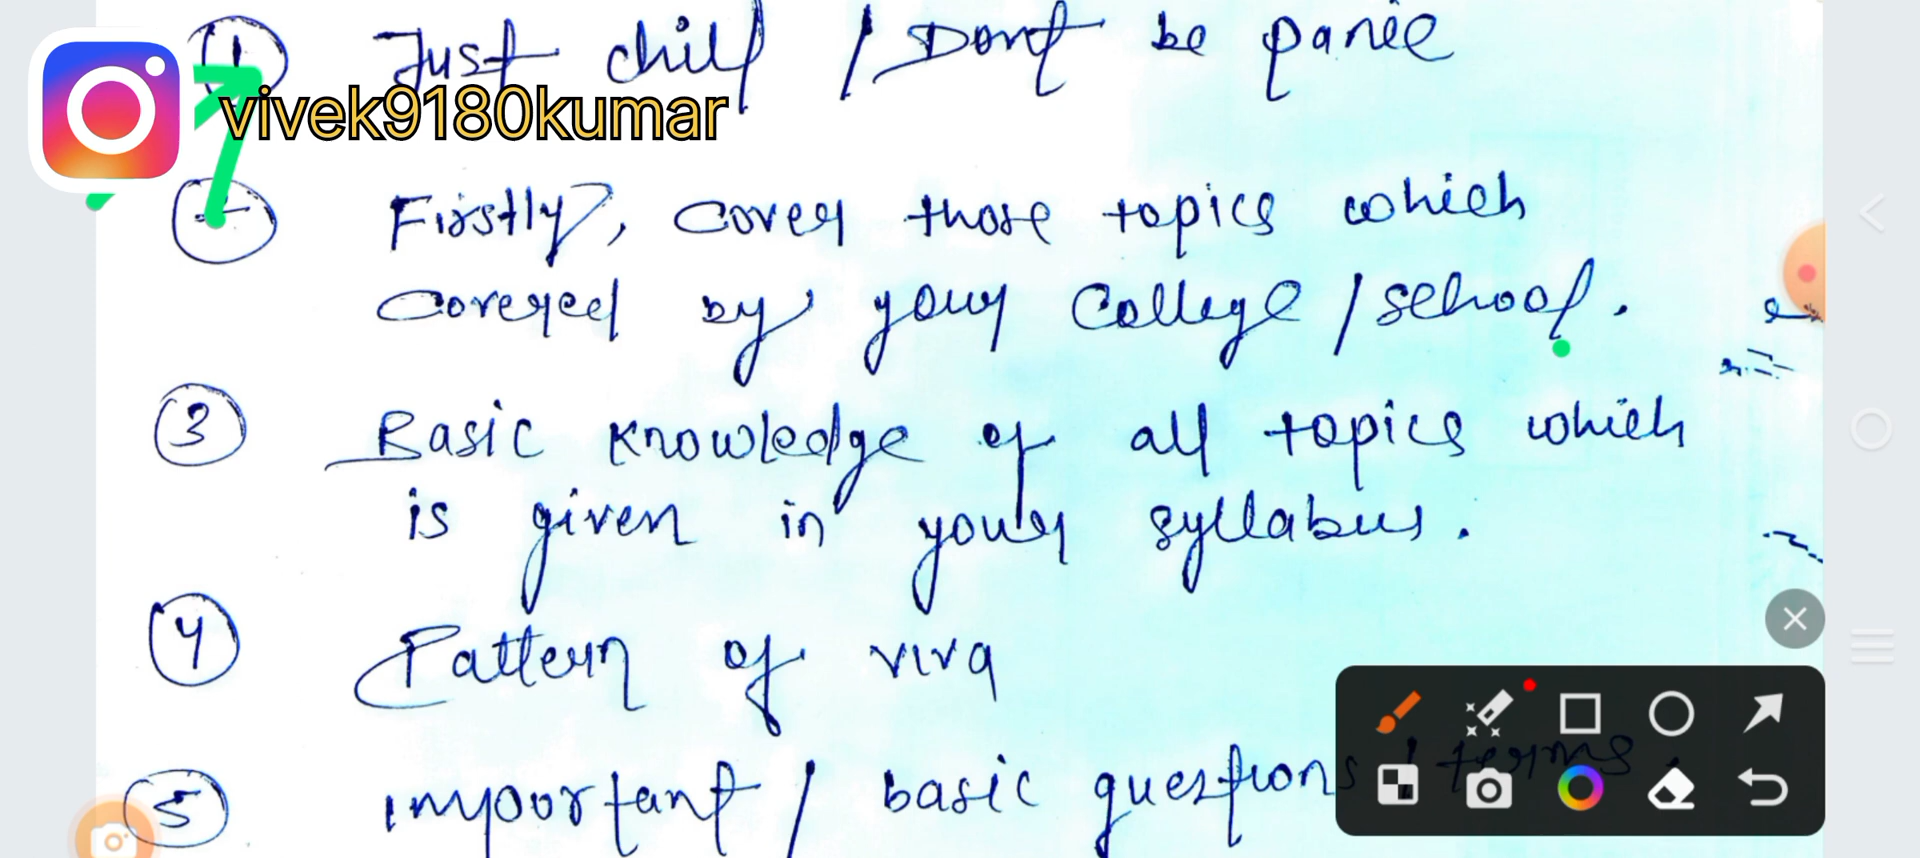 ① Just chill / Dont be panic
vivek9180kumar
② Firstly, cover those topics which
covered by your College / school.
③ Basic Knowledge of all topics which
is given in your syllabus.
④ Pattern of viva
⑤ important / basic questions / terms